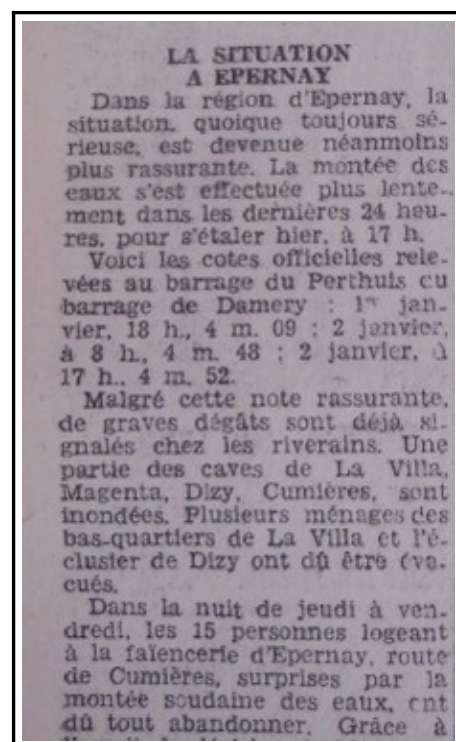 LA SITUATION
A EPERNAY
Dans la région d'Epernay, la
situation, quoique toujours sé-
rieuse, est devenue néanmoins
plus rassurante. La montée des
eaux s'est effectuée plus lente-
ment dans les dernières 24 heu-
res, pour s'étaler hier, à 17 h.
Voici les cotes officielles rele-
vées au barrage du Perthuis cu
barrage de Damery : 1er jan-
vier, 18 h., 4 m. 09 ; 2 janvier,
à 8 h., 4 m. 48 ; 2 janvier, à
17 h., 4 m. 52.
Malgré cette note rassurante,
de graves dégâts sont déjà si-
gnalés chez les riverains. Une
partie des caves de La Villa,
Magenta, Dizy, Cumières, sont
inondées. Plusieurs ménages des
bas-quartiers de La Villa et l'é-
clusier de Dizy ont dû être éva-
cués.
Dans la nuit de jeudi à ven-
dredi, les 15 personnes logeant
à la faïencerie d'Epernay, route
de Cumières, surprises par la
montée soudaine des eaux, ont
dû tout abandonner. Grâce à